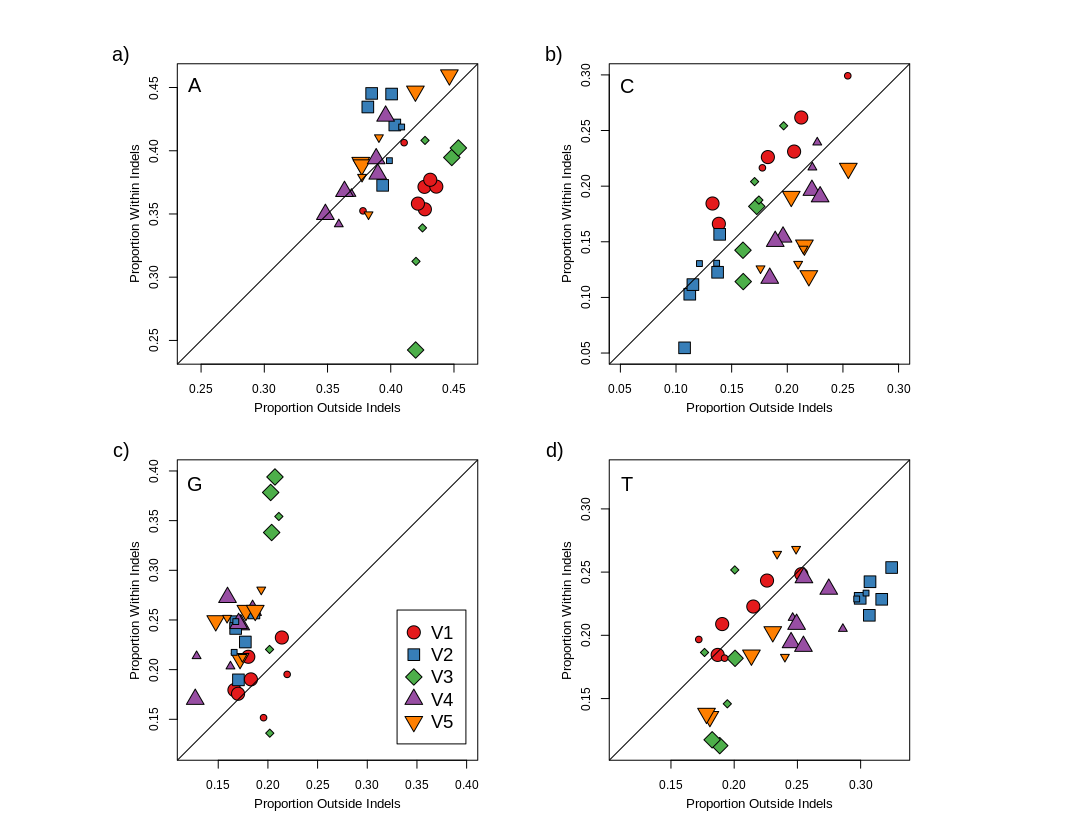 a)
A
Proportion Within Indels
0.45
0.40
0.35
0.30
0.25
0.25 0.30 0.35 0.40 0.45
Proportion Outside Indels
b)
C
Proportion Within Indels
0.30
0.25
0.20
0.15
0.10
0.05
0.05 0.10 0.15 0.20 0.25 0.30
Proportion Outside Indels
c)
G
Proportion Within Indels
0.40
0.35
0.30
0.25
0.20
0.15
V1
V2
V3
V4
V5
0.15 0.20 0.25 0.30 0.35 0.40
Proportion Outside Indels
d)
T
Proportion Within Indels
0.30
0.25
0.20
0.15
0.15 0.20 0.25 0.30
Proportion Outside Indels